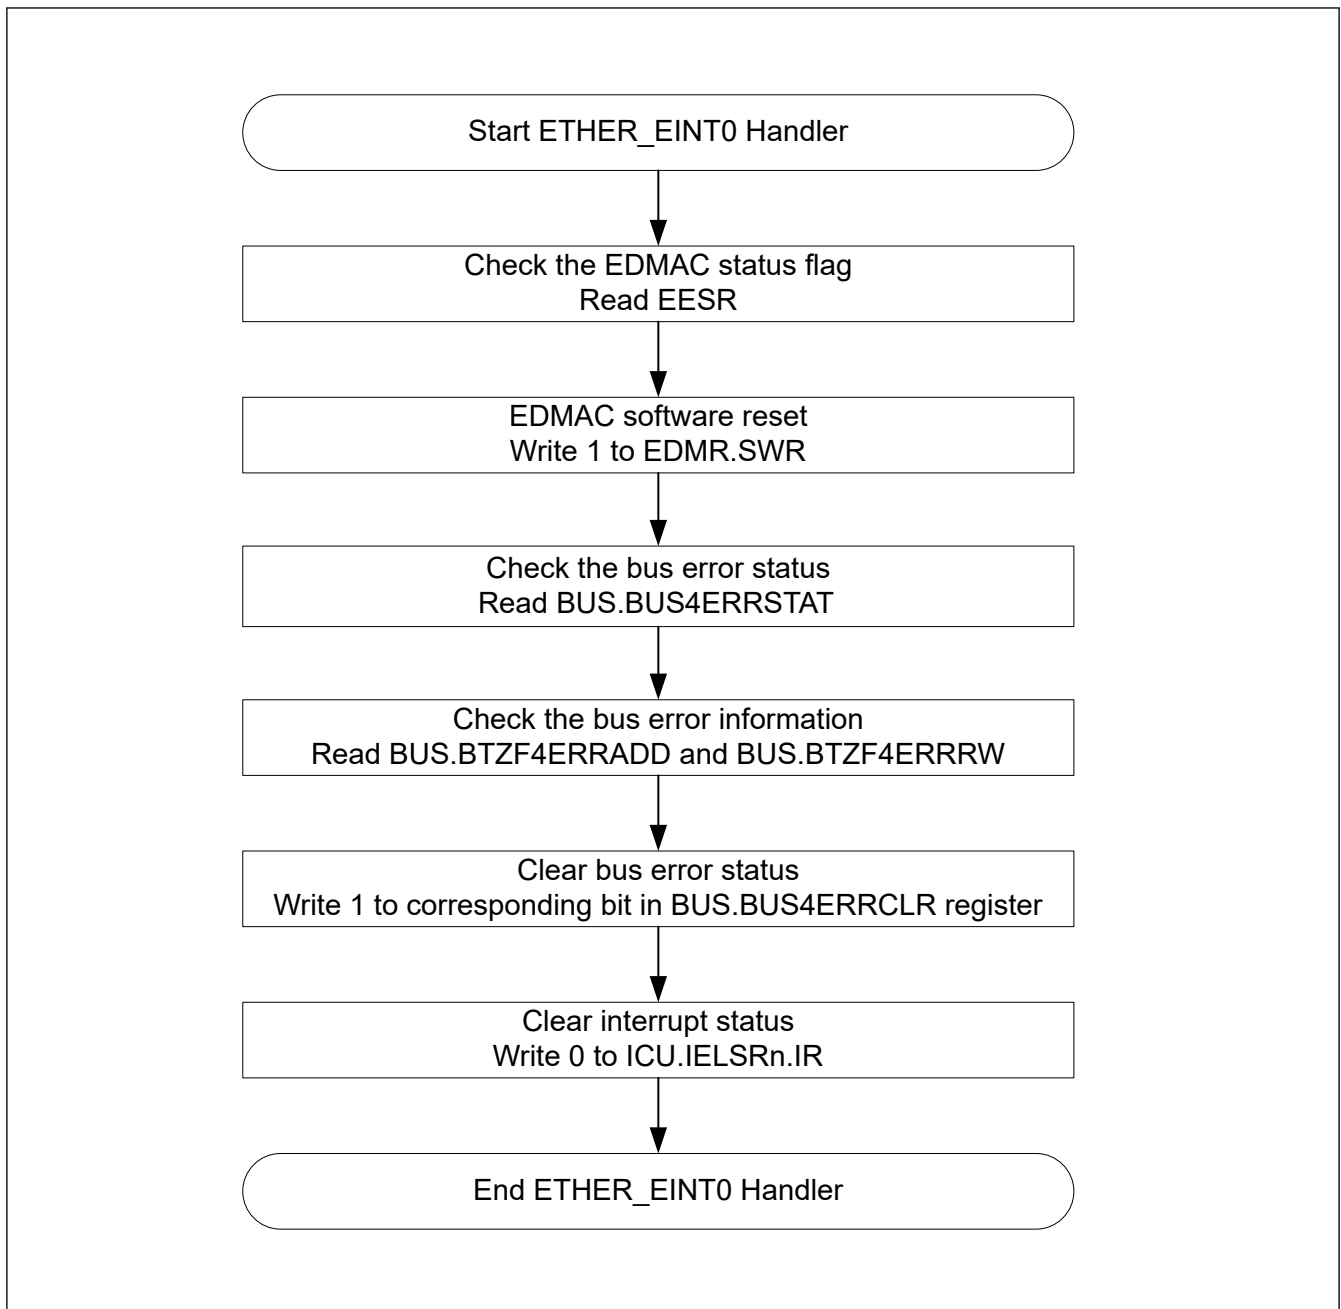 Start ETHER_EINT0 Handler
Check the EDMAC status flag
Read EESR
EDMAC software reset
Write 1 to EDMR.SWR
Check the bus error status
Read BUS.BUS4ERRSTAT
Check the bus error information
Read BUS.BTZF4ERRADD and BUS.BTZF4ERRRW
Clear bus error status
Write 1 to corresponding bit in BUS.BUS4ERRCLR register
Clear interrupt status
Write 0 to ICU.IELSRn.IR
End ETHER_EINT0 Handler